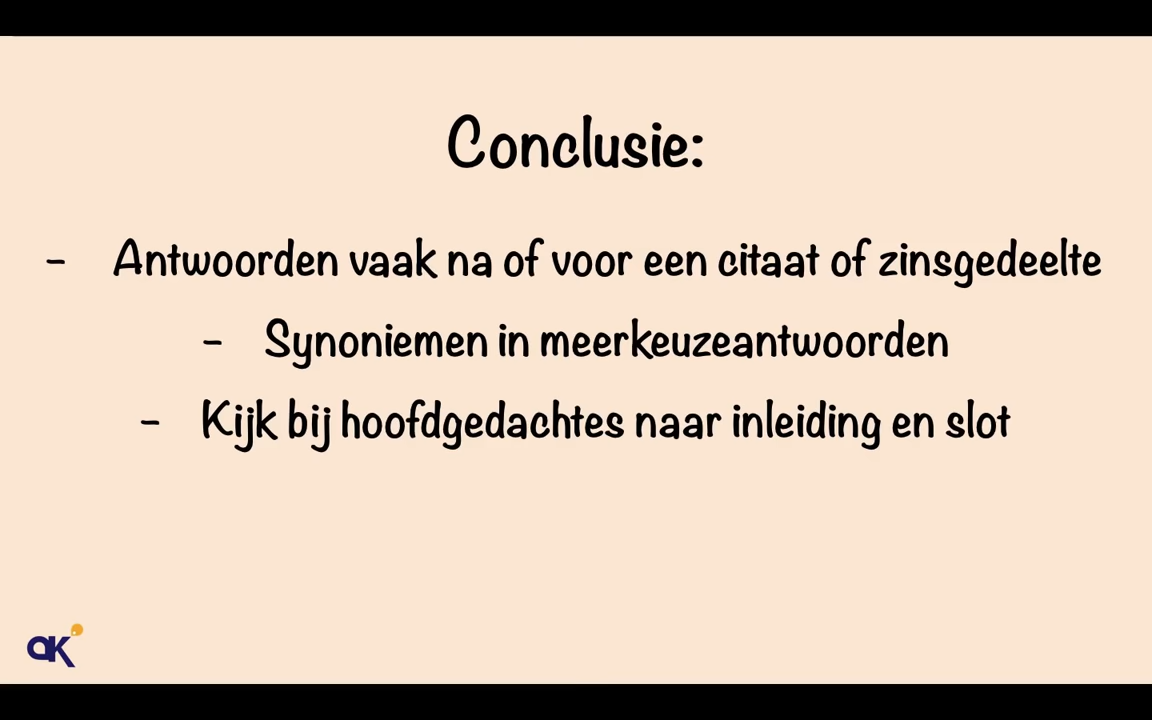 Conclusie:
- Antwoorden vaak na of voor een citaat of zinsgedeelte
- Synoniemen in meerkeuzeantwoorden
- Kijk bij hoofdgedachtes naar inleiding en slot
ak